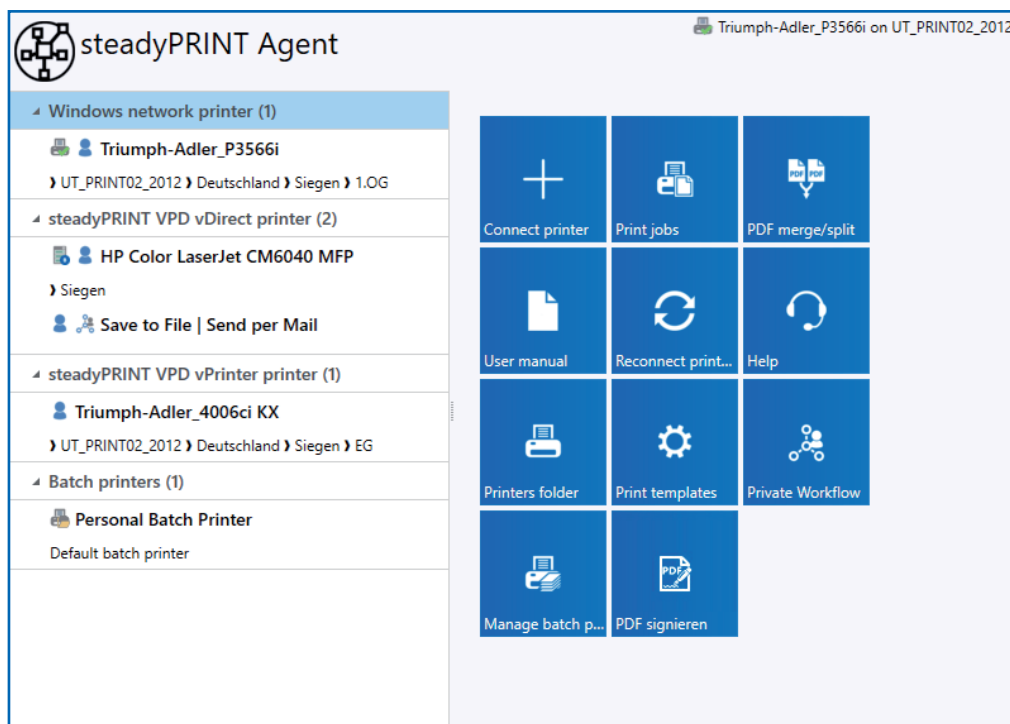 steadyPRINT Agent
Triumph-Adler_P3566i on UT_PRINT02_2012
Windows network printer (1)
Triumph-Adler_P3566i
❫ UT_PRINT02_2012 ❫ Deutschland ❫ Siegen ❫ 1.OG
steadyPRINT VPD vDirect printer (2)
HP Color LaserJet CM6040 MFP
❫ Siegen
Save to File | Send per Mail
steadyPRINT VPD vPrinter printer (1)
Triumph-Adler_4006ci KX
❫ UT_PRINT02_2012 ❫ Deutschland ❫ Siegen ❫ EG
Batch printers (1)
Personal Batch Printer
Default batch printer
Connect printer
Print jobs
PDF PDF
PDF merge/split
User manual
Reconnect print...
Help
Printers folder
Print templates
Private Workflow
Manage batch p...
PDF
PDF signieren